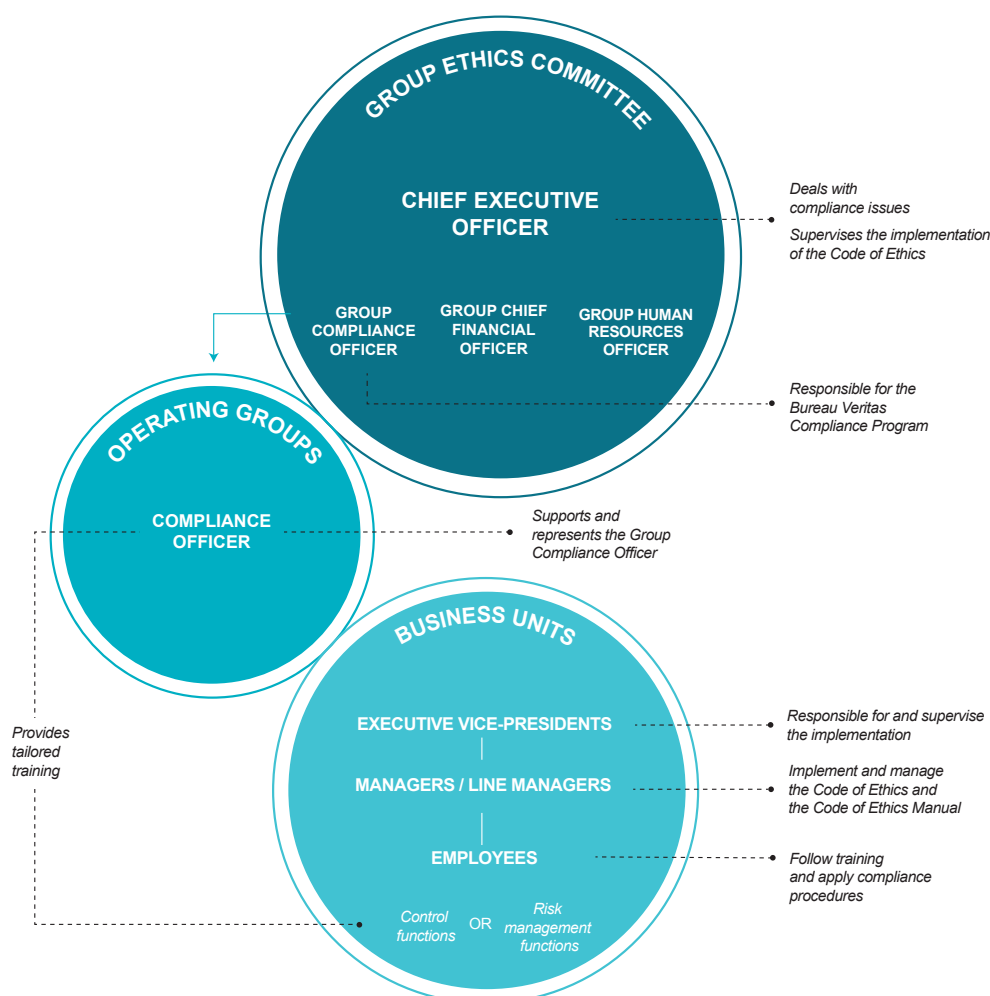 GROUP ETHICS COMMITTEE
CHIEF EXECUTIVE
OFFICER
Deals with
compliance issues
Supervises the implementation
of the Code of Ethics
GROUP
COMPLIANCE
OFFICER
GROUP CHIEF
FINANCIAL
OFFICER
GROUP HUMAN
RESOURCES
OFFICER
Responsible for the
Bureau Veritas
Compliance Program
OPERATING GROUPS
COMPLIANCE
OFFICER
Supports and
represents the Group
Compliance Officer
BUSINESS UNITS
EXECUTIVE VICE-PRESIDENTS
Responsible for and supervise
the implementation
Provides
tailored
training
MANAGERS / LINE MANAGERS
Implement and manage
the Code of Ethics and
the Code of Ethics Manual
EMPLOYEES
Follow training
and apply compliance
procedures
Control
functions
OR
Risk
management
functions